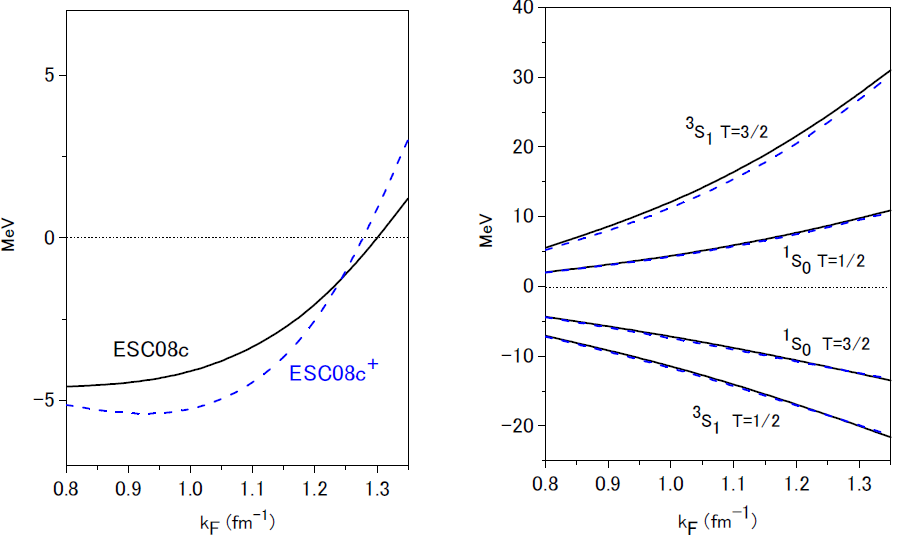 5
0
−5
MeV
ESC08c
ESC08c⁺
0.8 0.9 1.0 1.1 1.2 1.3
k_F (fm⁻¹)
40
30
20
10
0
−10
−20
MeV
³S₁ T=3/2
¹S₀ T=1/2
¹S₀ T=3/2
³S₁ T=1/2
0.8 0.9 1.0 1.1 1.2 1.3
k_F (fm⁻¹)